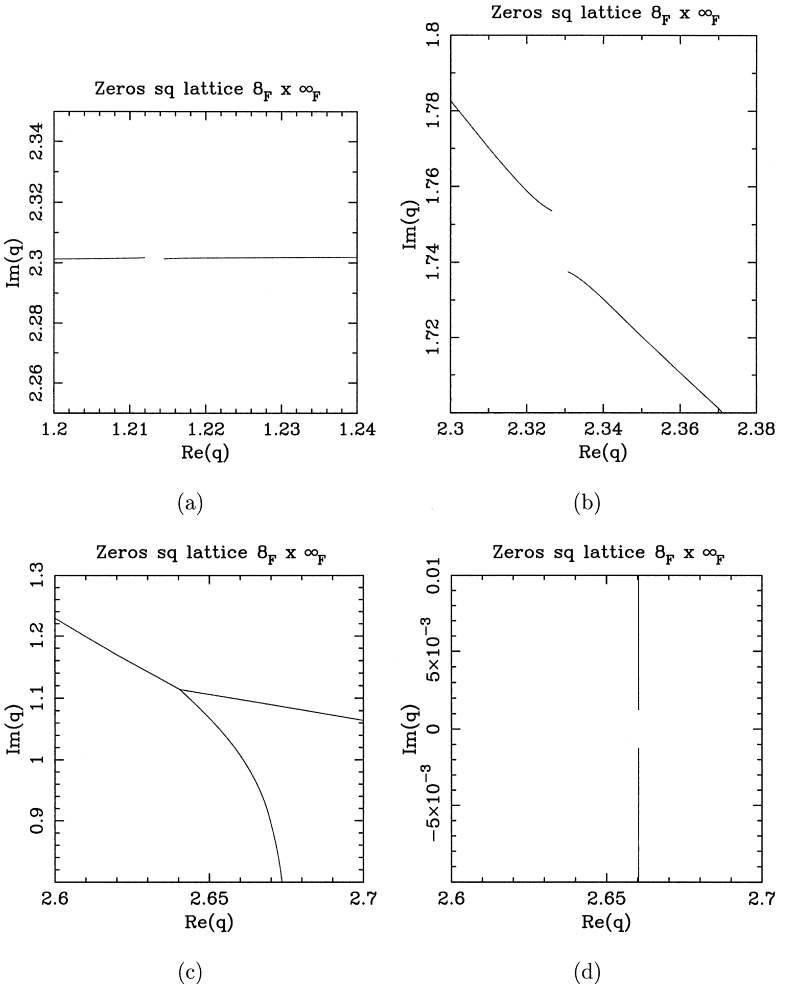 Zeros sq lattice 8F x ∞F
2.34
2.32
2.3
2.28
2.26
Im(q)
1.2 1.21 1.22 1.23 1.24
Re(q)
(a)
Zeros sq lattice 8F x ∞F
1.8
1.78
1.76
1.74
1.72
Im(q)
2.3 2.32 2.34 2.36 2.38
Re(q)
(b)
Zeros sq lattice 8F x ∞F
1.3
1.2
1.1
1
0.9
Im(q)
2.6 2.65 2.7
Re(q)
(c)
Zeros sq lattice 8F x ∞F
0.01
5×10−3
0
−5×10−3
Im(q)
2.6 2.65 2.7
Re(q)
(d)